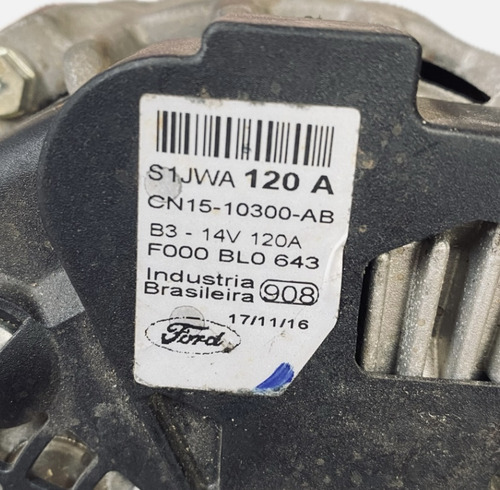 S1JWA 120 A
CN15-10300-AB
B3 - 14V 120A
F000 BL0 643
Industria
Brasileira 908
17/11/16
Ford